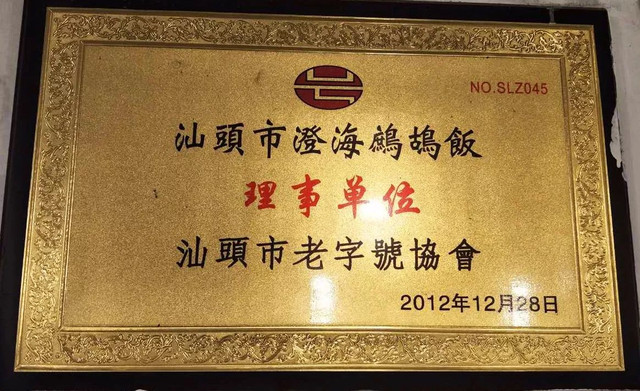 NO.SLZ045
汕頭市澄海鷓鴣飯
理事单位
汕頭市老字號協會
2012年12月28日